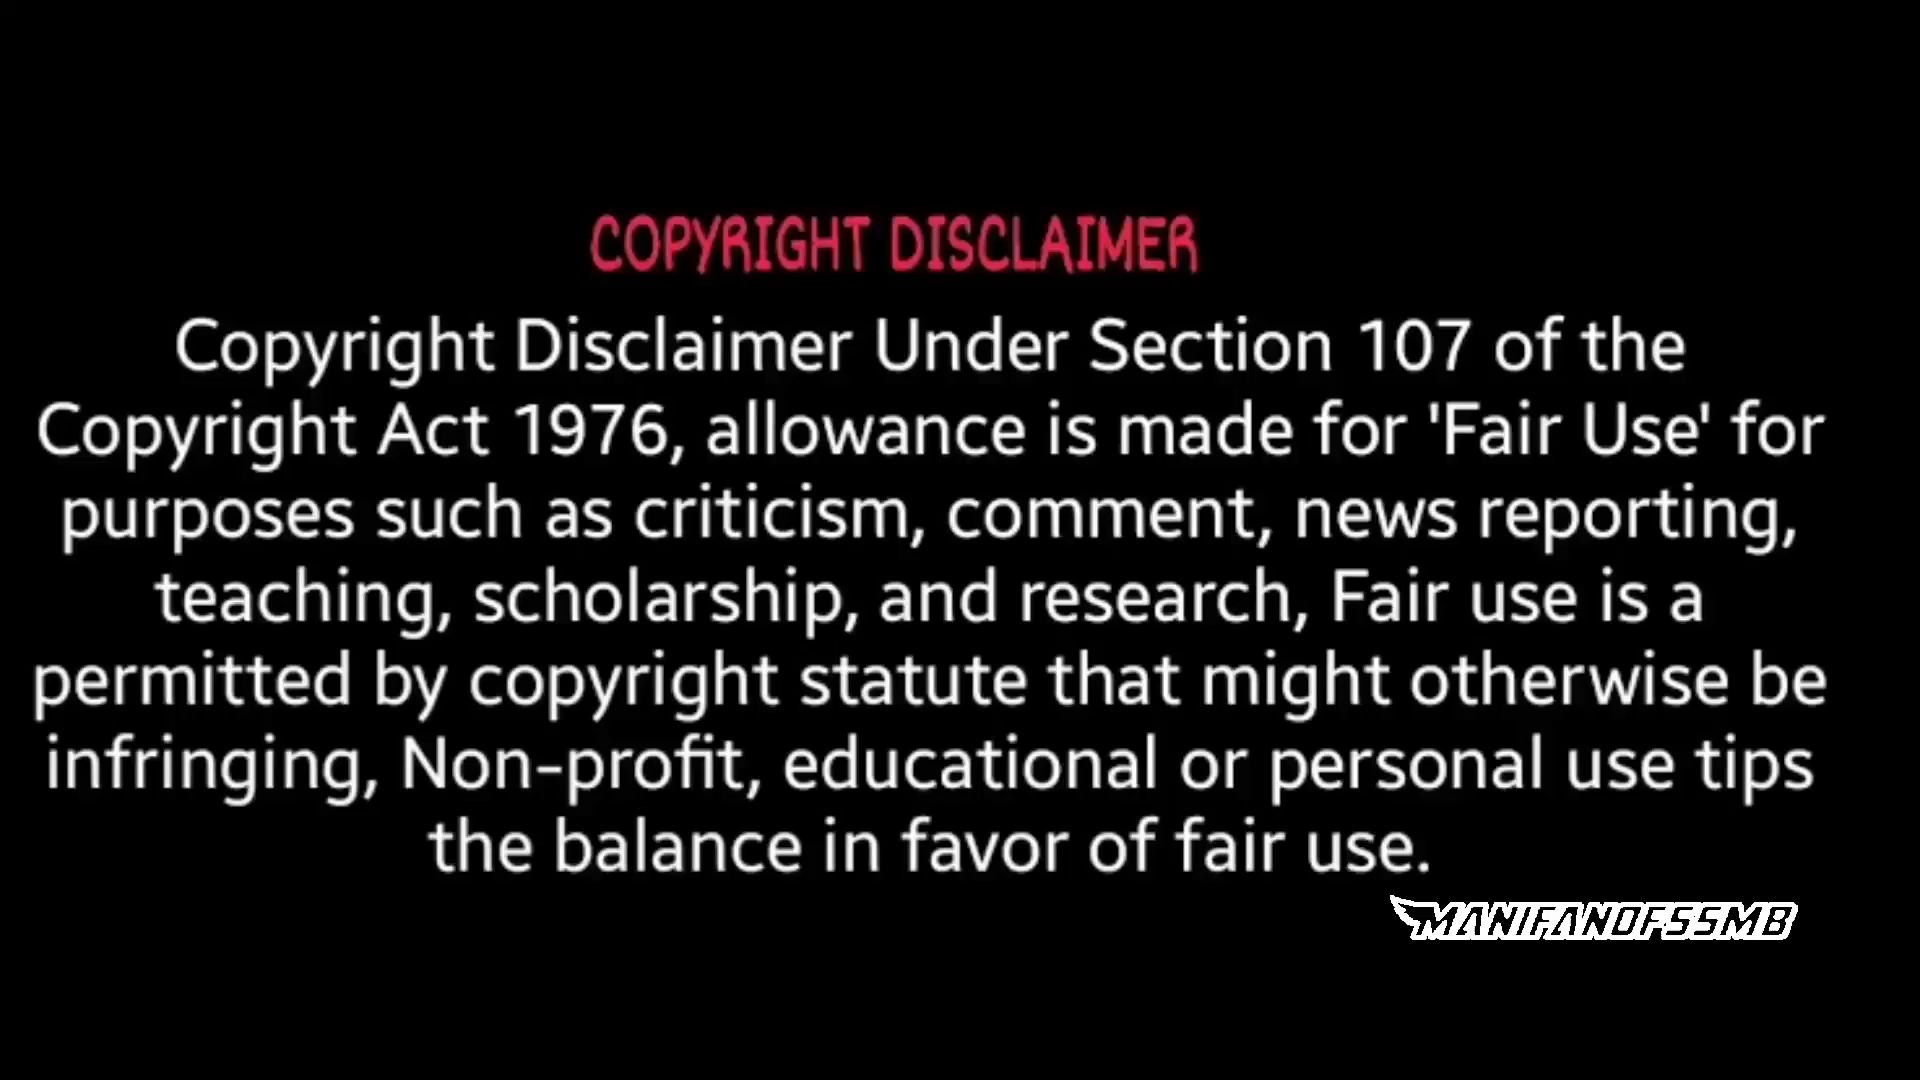 COPYRIGHT DISCLAIMER
Copyright Disclaimer Under Section 107 of the
Copyright Act 1976, allowance is made for 'Fair Use' for
purposes such as criticism, comment, news reporting,
teaching, scholarship, and research, Fair use is a
permitted by copyright statute that might otherwise be
infringing, Non-profit, educational or personal use tips
the balance in favor of fair use.
MANIFANOFSSMB